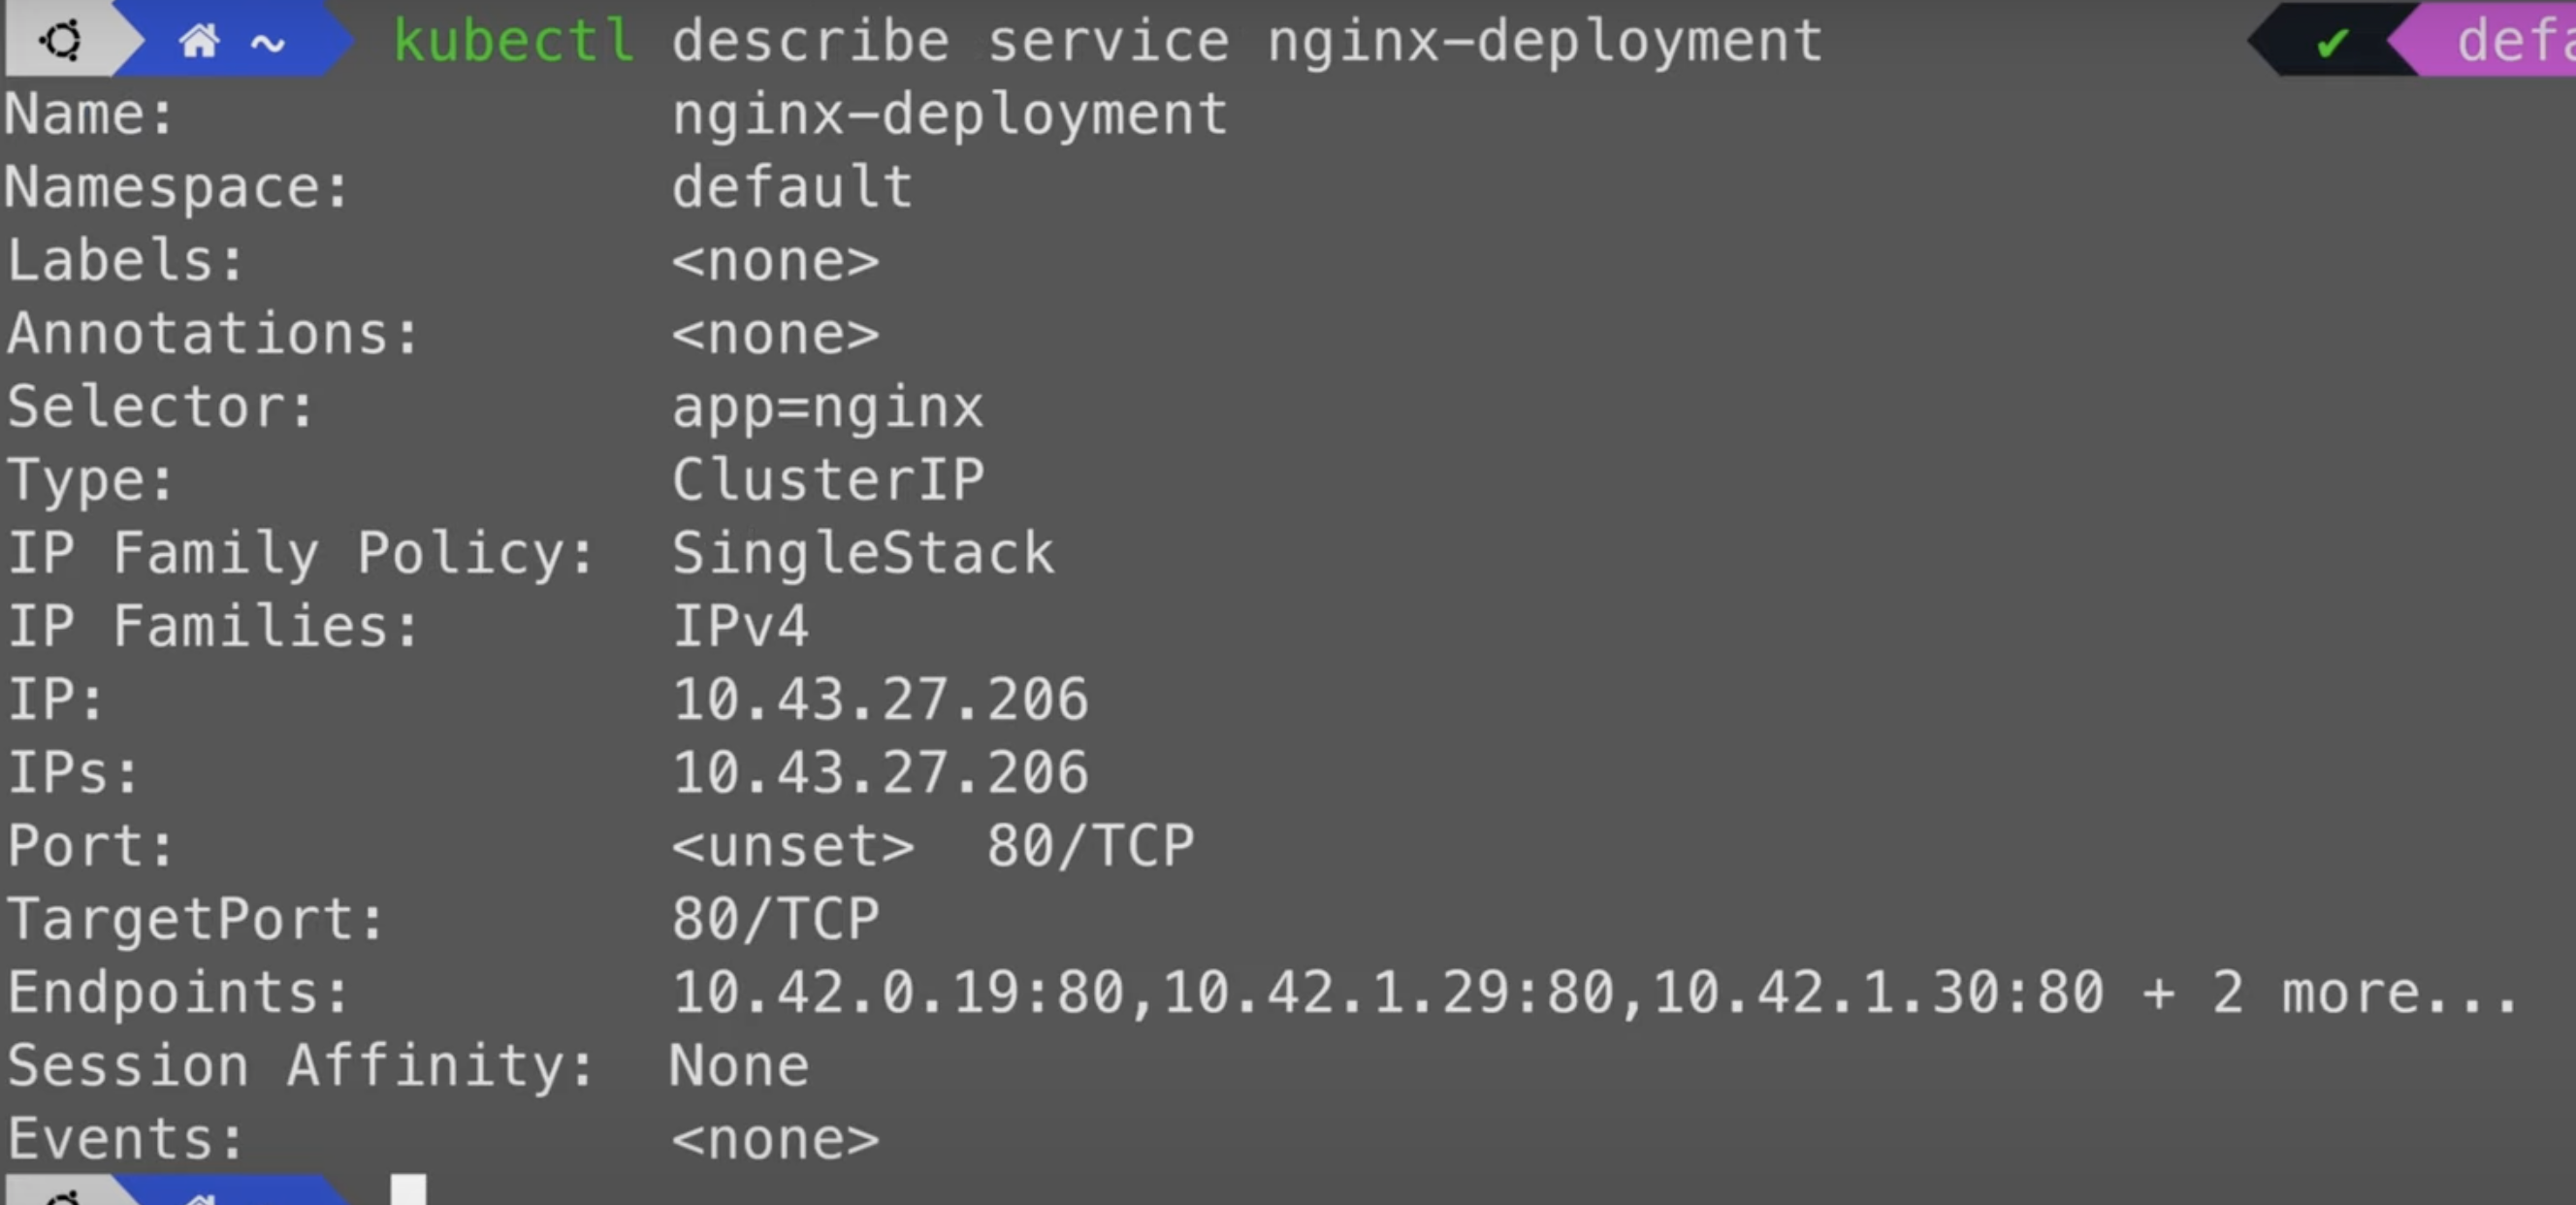 ~ kubectl describe service nginx-deployment ✔
Name: nginx-deployment
Namespace: default
Labels: <none>
Annotations: <none>
Selector: app=nginx
Type: ClusterIP
IP Family Policy: SingleStack
IP Families: IPv4
IP: 10.43.27.206
IPs: 10.43.27.206
Port: <unset> 80/TCP
TargetPort: 80/TCP
Endpoints: 10.42.0.19:80,10.42.1.29:80,10.42.1.30:80 + 2 more...
Session Affinity: None
Events: <none>